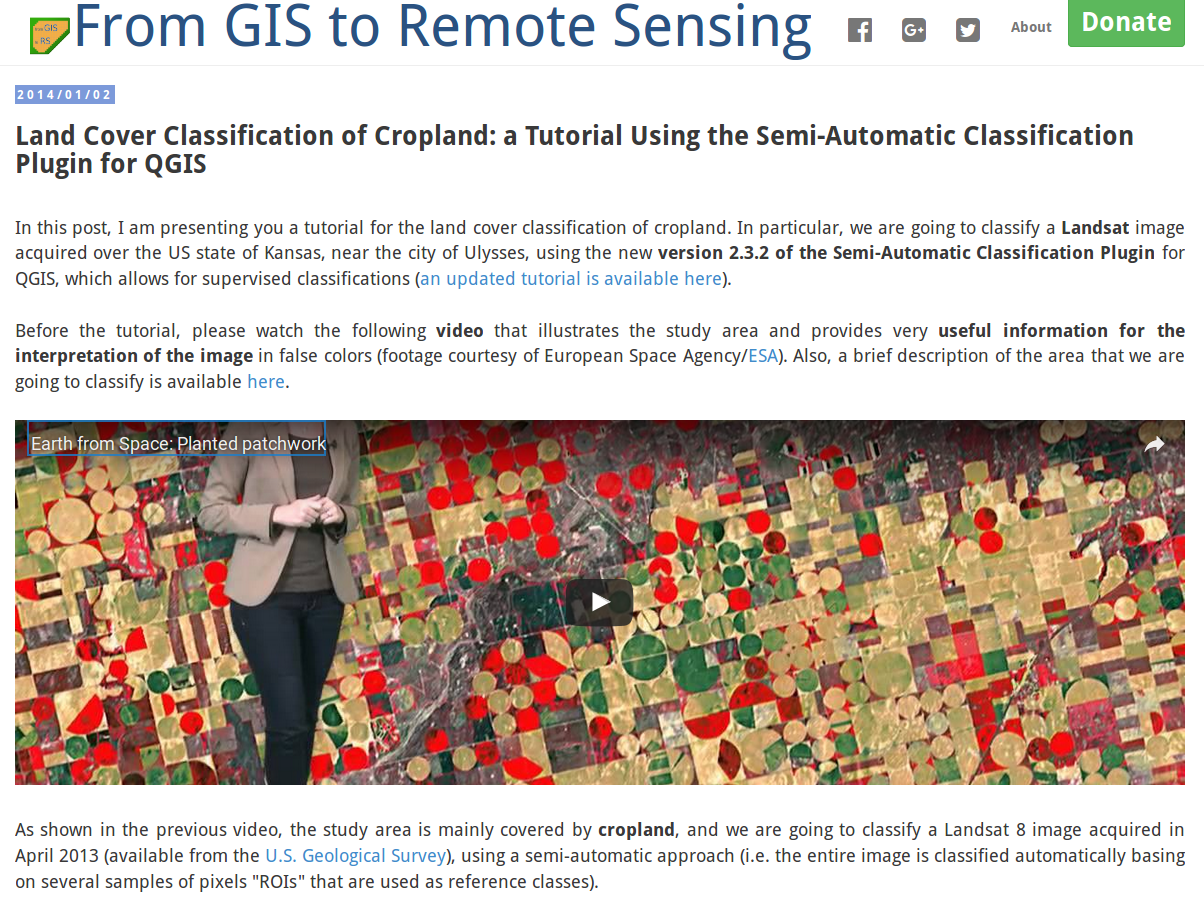 From GIS to Remote Sensing
About
Donate
2014/01/02
Land Cover Classification of Cropland: a Tutorial Using the Semi-Automatic Classification
Plugin for QGIS
In this post, I am presenting you a tutorial for the land cover classification of cropland. In particular, we are going to classify a Landsat image
acquired over the US state of Kansas, near the city of Ulysses, using the new version 2.3.2 of the Semi-Automatic Classification Plugin for
QGIS, which allows for supervised classifications (an updated tutorial is available here).
Before the tutorial, please watch the following video that illustrates the study area and provides very useful information for the
interpretation of the image in false colors (footage courtesy of European Space Agency/ESA). Also, a brief description of the area that we are
going to classify is available here.
Earth from Space: Planted patchwork
As shown in the previous video, the study area is mainly covered by cropland, and we are going to classify a Landsat 8 image acquired in
April 2013 (available from the U.S. Geological Survey), using a semi-automatic approach (i.e. the entire image is classified automatically basing
on several samples of pixels "ROIs" that are used as reference classes).